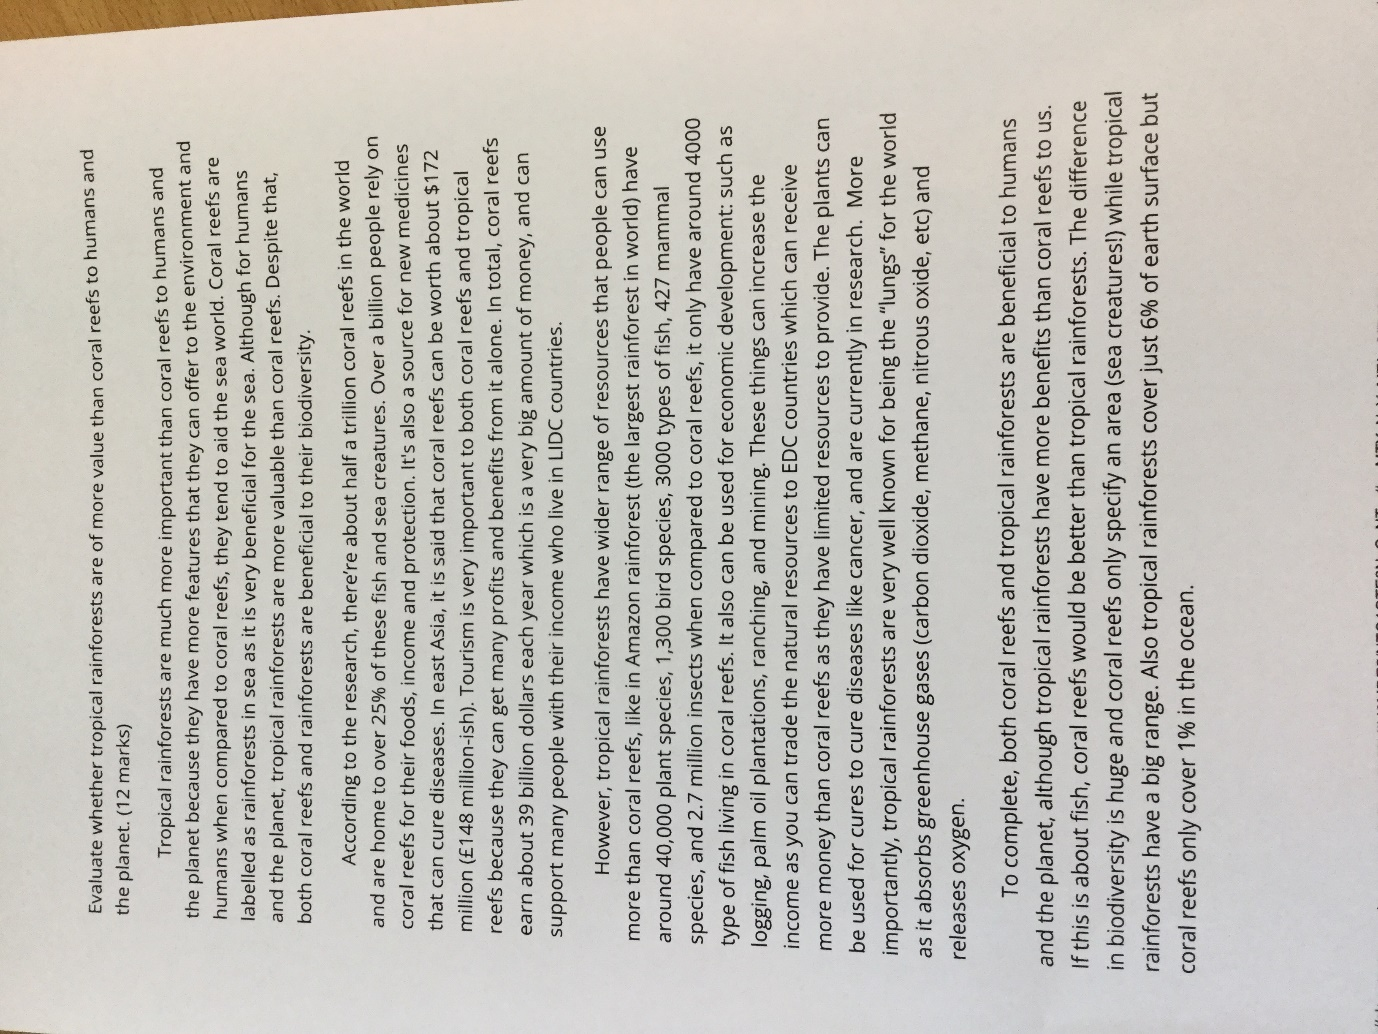 Evaluate whether tropical rainforests are of more value than coral reefs to humans and
the planet. (12 marks)
Tropical rainforests are much more important than coral reefs to humans and
the planet because they have more features that they can offer to the environment and
humans when compared to coral reefs, they tend to aid the sea world. Coral reefs are
labelled as rainforests in sea as it is very beneficial for the sea. Although for humans
and the planet, tropical rainforests are more valuable than coral reefs. Despite that,
both coral reefs and rainforests are beneficial to their biodiversity.
According to the research, there're about half a trillion coral reefs in the world
and are home to over 25% of these fish and sea creatures. Over a billion people rely on
coral reefs for their foods, income and protection. It's also a source for new medicines
that can cure diseases. In east Asia, it is said that coral reefs can be worth about $172
million (£148 million-ish). Tourism is very important to both coral reefs and tropical
reefs because they can get many profits and benefits from it alone. In total, coral reefs
earn about 39 billion dollars each year which is a very big amount of money, and can
support many people with their income who live in LIDC countries.
However, tropical rainforests have wider range of resources that people can use
more than coral reefs, like in Amazon rainforest (the largest rainforest in world) have
around 40,000 plant species, 1,300 bird species, 3000 types of fish, 427 mammal
species, and 2.7 million insects when compared to coral reefs, it only have around 4000
type of fish living in coral reefs. It also can be used for economic development: such as
logging, palm oil plantations, ranching, and mining. These things can increase the
income as you can trade the natural resources to EDC countries which can receive
more money than coral reefs as they have limited resources to provide. The plants can
be used for cures to cure diseases like cancer, and are currently in research. More
importantly, tropical rainforests are very well known for being the "lungs" for the world
as it absorbs greenhouse gases (carbon dioxide, methane, nitrous oxide, etc) and
releases oxygen.
To complete, both coral reefs and tropical rainforests are beneficial to humans
and the planet, although tropical rainforests have more benefits than coral reefs to us.
If this is about fish, coral reefs would be better than tropical rainforests. The difference
in biodiversity is huge and coral reefs only specify an area (sea creatures!) while tropical
rainforests have a big range. Also tropical rainforests cover just 6% of earth surface but
coral reefs only cover 1% in the ocean.